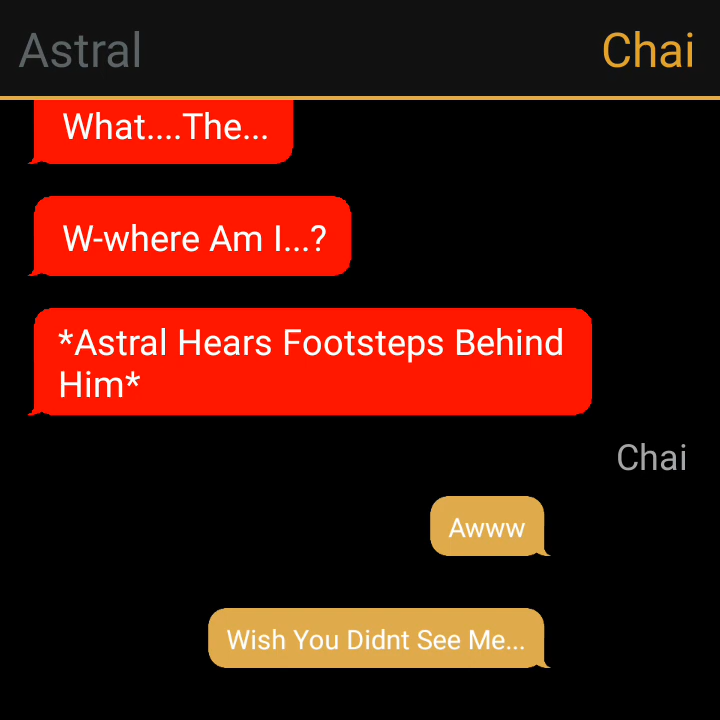 Astral
Chai
What....The...
W-where Am I...?
*Astral Hears Footsteps Behind
Him*
Chai
Awww
Wish You Didnt See Me...